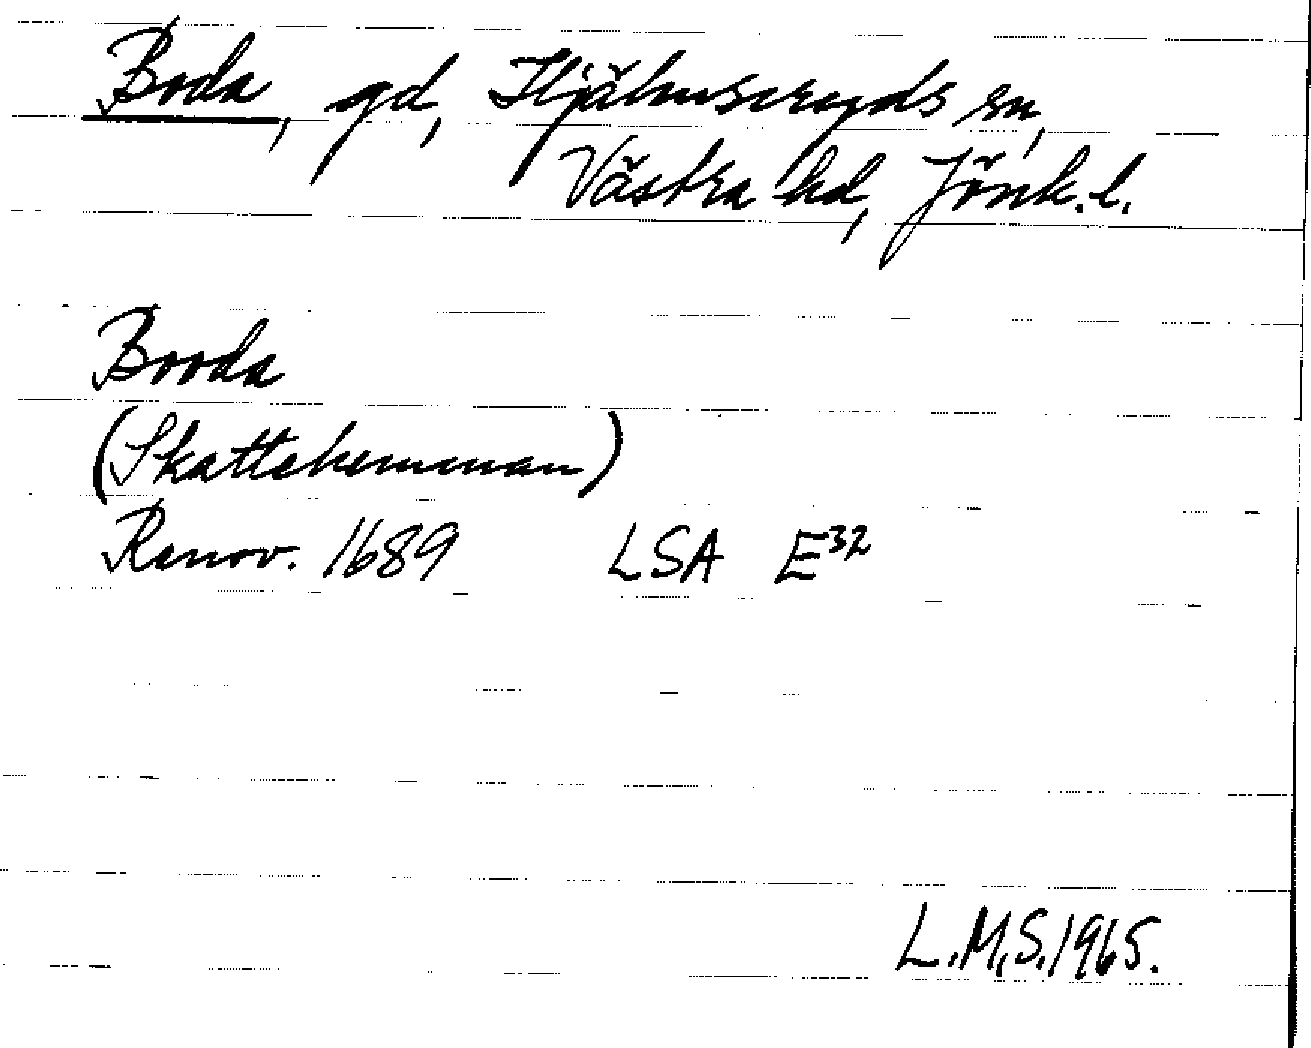 Boda, gd, Hjälmseryds sn,
Västra hd, Jönk. l.
Booda
(Skattehemman)
Renov. 1689 LSA E³²
L.M.S. 1965.